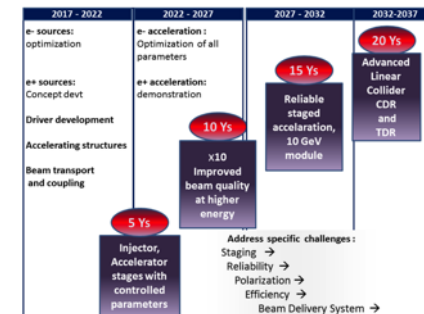 2017 - 2022
2022 - 2027
2027 - 2032
2032-2037
e- sources:
optimization
e+ sources:
Concept devt
Driver development
Accelerating structures
Beam transport
and coupling
e- acceleration :
Optimization of all
parameters
e+ acceleration:
demonstration
5 Ys
Injector,
Accelerator
stages with
controlled
parameters
10 Ys
x10
Improved
beam quality
at higher
energy
15 Ys
Reliable
staged
accelaration,
10 GeV
module
20 Ys
Advanced
Linear
Collider
CDR
and
TDR
Address specific challenges :
Staging →
Reliability →
Polarization →
Efficiency →
Beam Delivery System →